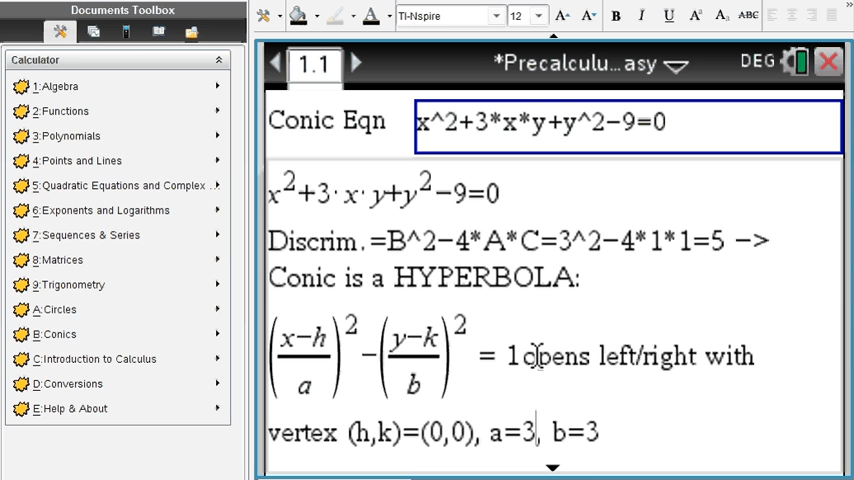 Documents Toolbox
TI-Nspire
12
B
I
U
A
A
ABC
Calculator
1:Algebra
2:Functions
3:Polynomials
4:Points and Lines
5:Quadratic Equations and Complex ..
6:Exponents and Logarithms
7:Sequences & Series
8:Matrices
9:Trigonometry
A:Circles
B:Conics
C:Introduction to Calculus
D:Conversions
E:Help & About
1.1
*Precalculu...asy
DEG
Conic Eqn x^2+3*x*y+y^2−9=0
x²+3·x·y+y²−9=0
Discrim.=B^2−4*A*C=3^2−4*1*1=5 −>
Conic is a HYPERBOLA:
((x−h)/a)² − ((y−k)/b)² = 1 opens left/right with
vertex (h,k)=(0,0), a=3, b=3